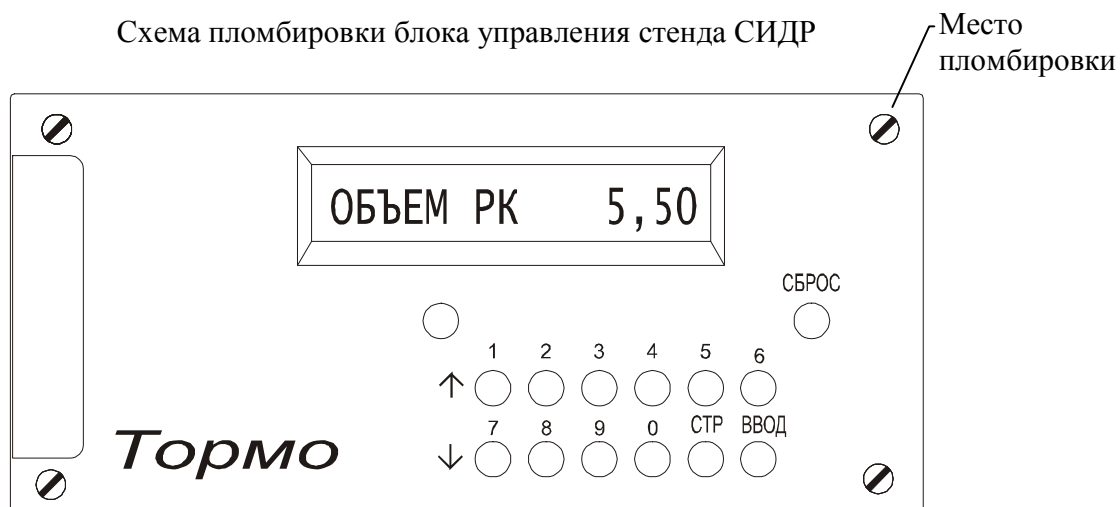 Схема пломбировки блока управления стенда СИДР
Место
пломбировки
ОБЪЕМ РК 5,50
СБРОС
1 2 3 4 5 6
↑
7 8 9 0 СТР ВВОД
Тормо ↓